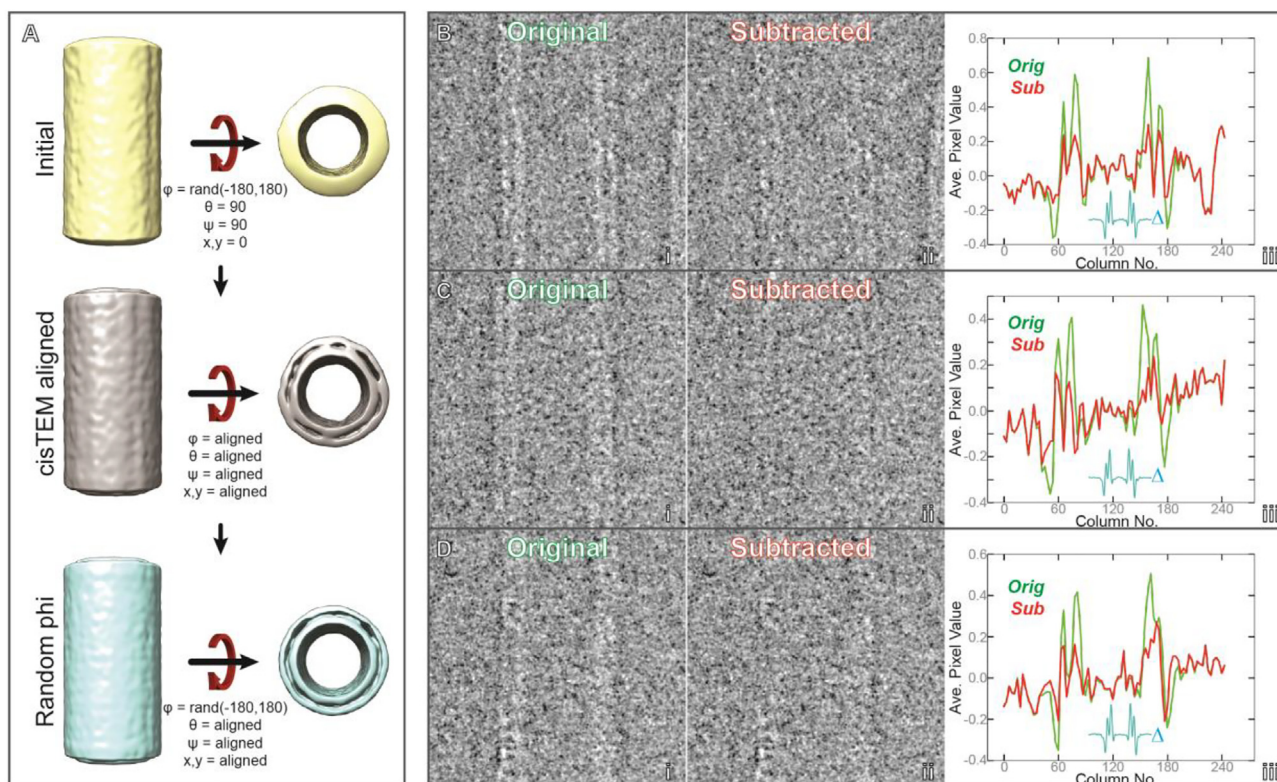 A
Initial
φ = rand(-180,180)
θ = 90
ψ = 90
x,y = 0
cisTEM aligned
φ = aligned
θ = aligned
ψ = aligned
x,y = aligned
Random phi
φ = rand(-180,180)
θ = aligned
ψ = aligned
x,y = aligned
B
Original
i
Subtracted
ii
Orig
Sub
Ave. Pixel Value
0.8
0.6
0.4
0.2
0.0
-0.2
-0.4
Δ
0
60
120
180
240
Column No.
iii
C
Original
i
Subtracted
ii
Orig
Sub
Ave. Pixel Value
0.4
0.2
0.0
-0.2
-0.4
Δ
0
60
120
180
240
Column No.
iii
D
Original
i
Subtracted
ii
Orig
Sub
Ave. Pixel Value
0.6
0.4
0.2
0.0
-0.2
-0.4
Δ
0
60
120
180
240
Column No.
iii